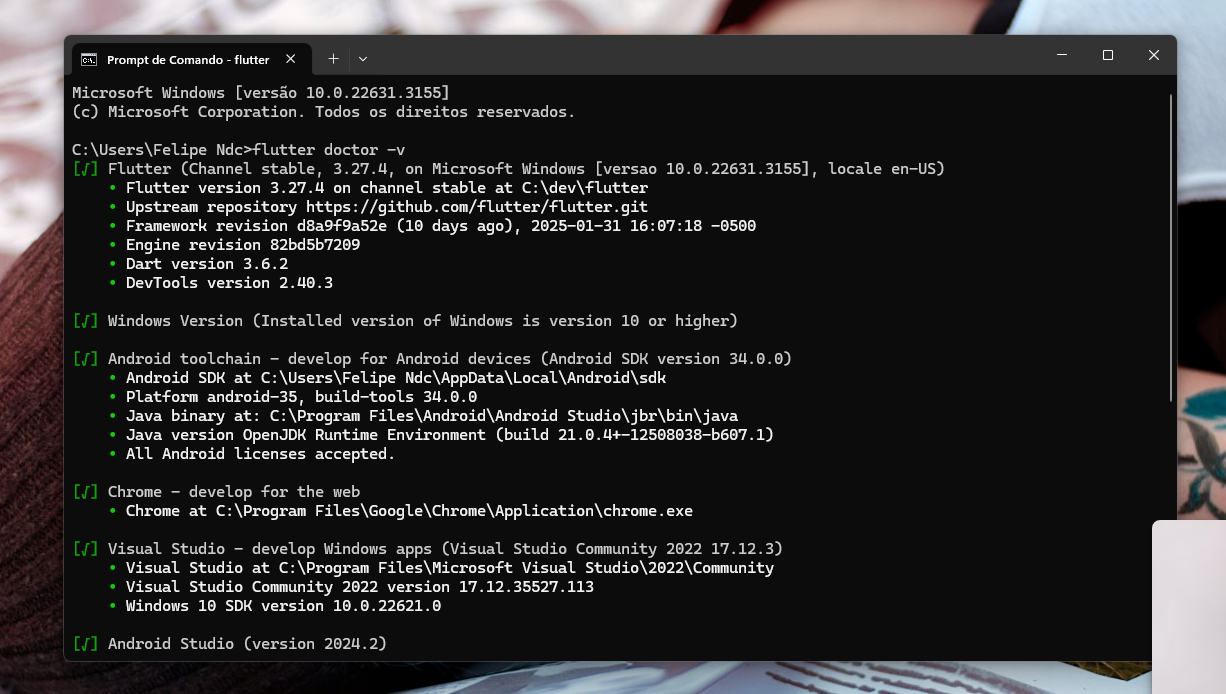 Prompt de Comando - flutter
Microsoft Windows [versão 10.0.22631.3155]
(c) Microsoft Corporation. Todos os direitos reservados.
C:\Users\Felipe Ndc>flutter doctor -v
[√] Flutter (Channel stable, 3.27.4, on Microsoft Windows [versao 10.0.22631.3155], locale en-US)
• Flutter version 3.27.4 on channel stable at C:\dev\flutter
• Upstream repository https://github.com/flutter/flutter.git
• Framework revision d8a9f9a52e (10 days ago), 2025-01-31 16:07:18 -0500
• Engine revision 82bd5b7209
• Dart version 3.6.2
• DevTools version 2.40.3
[√] Windows Version (Installed version of Windows is version 10 or higher)
[√] Android toolchain - develop for Android devices (Android SDK version 34.0.0)
• Android SDK at C:\Users\Felipe Ndc\AppData\Local\Android\sdk
• Platform android-35, build-tools 34.0.0
• Java binary at: C:\Program Files\Android\Android Studio\jbr\bin\java
• Java version OpenJDK Runtime Environment (build 21.0.4+-12508038-b607.1)
• All Android licenses accepted.
[√] Chrome - develop for the web
• Chrome at C:\Program Files\Google\Chrome\Application\chrome.exe
[√] Visual Studio - develop Windows apps (Visual Studio Community 2022 17.12.3)
• Visual Studio at C:\Program Files\Microsoft Visual Studio\2022\Community
• Visual Studio Community 2022 version 17.12.35527.113
• Windows 10 SDK version 10.0.22621.0
[√] Android Studio (version 2024.2)